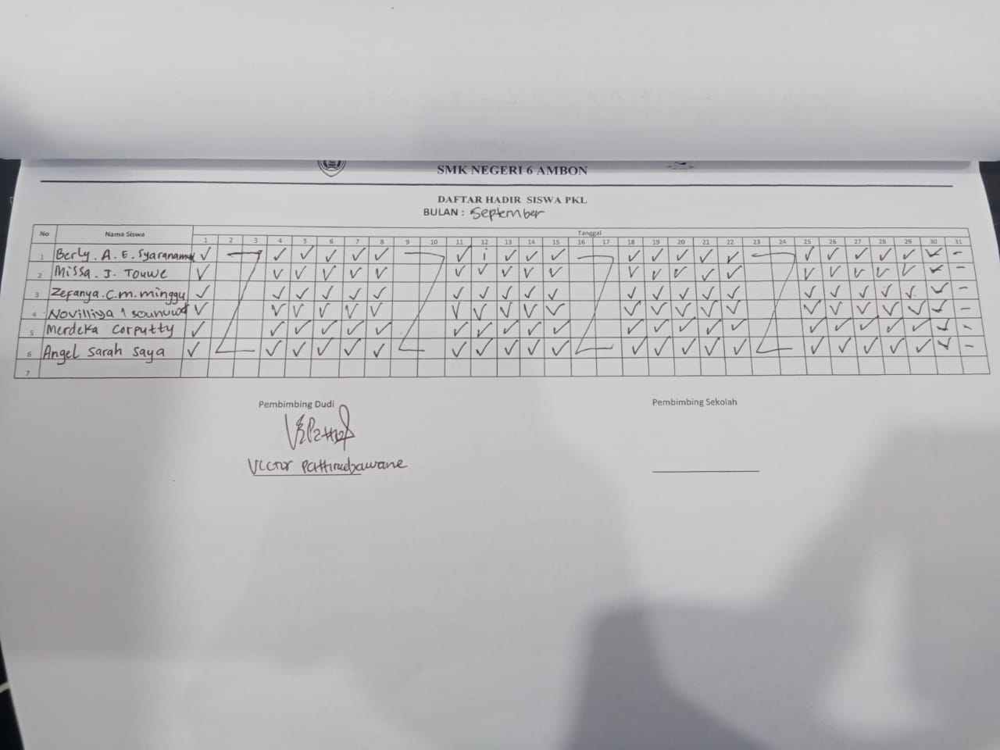 SMK NEGERI 6 AMBON
DAFTAR HADIR SISWA PKL
BULAN : September
No Nama Siswa Tanggal
1 2 3 4 5 6 7 8 9 10 11 12 13 14 15 16 17 18 19 20 21 22 23 24 25 26 27 28 29 30 31
1 Berly. A. E. Syaranamu ✓ ✓ ✓ ✓ ✓ ✓ ✓ i ✓ ✓ ✓ ✓ ✓ ✓ ✓ ✓ ✓ ✓ ✓ ✓ ✓ ✓ -
2 Missa. J. Touwe ✓ ✓ ✓ ✓ ✓ ✓ ✓ ✓ ✓ ✓ ✓ ✓ ✓ ✓ ✓ ✓ ✓ ✓ ✓ ✓ ✓ ✓ -
3 Zefanya. C. m. minggu ✓ ✓ ✓ ✓ ✓ ✓ ✓ ✓ ✓ ✓ ✓ ✓ ✓ ✓ ✓ ✓ ✓ ✓ ✓ ✓ ✓ ✓ -
4 Novilliya ✓ ✓ ✓ ✓ ✓ ✓ ✓ ✓ ✓ ✓ ✓ ✓ ✓ ✓ ✓ ✓ ✓ ✓ ✓ ✓ ✓ ✓ -
5 Merdeka Corputty ✓ ✓ ✓ ✓ ✓ ✓ ✓ ✓ ✓ ✓ ✓ ✓ ✓ ✓ ✓ ✓ ✓ ✓ ✓ ✓ ✓ ✓ -
6 Angel Sarah Saya ✓ ✓ ✓ ✓ ✓ ✓ ✓ ✓ ✓ ✓ ✓ ✓ ✓ ✓ ✓ ✓ ✓ ✓ ✓ ✓ ✓ ✓ -
7
Pembimbing Dudi Pembimbing Sekolah
Victor